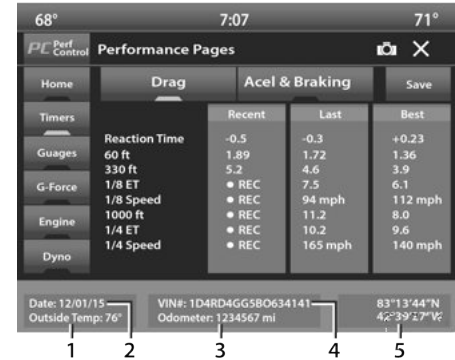 68° 7:07 71°
PC Perf Control Performance Pages
Home Drag Acel & Braking Save
Timers Recent Last Best
Reaction Time -0.5 -0.3 +0.23
Guages 60 ft 1.89 1.72 1.36
330 ft 5.2 4.6 3.9
G-Force 1/8 ET • REC 7.5 6.1
1/8 Speed • REC 94 mph 112 mph
Engine 1000 ft • REC 11.2 8.0
1/4 ET • REC 10.2 9.6
1/4 Speed • REC 165 mph 140 mph
Dyno
Date: 12/01/15 VIN#: 1D4RD4GG5BO634141 83°13'44"N
Outside Temp: 76° Odometer: 1234567 mi 42°39'17"W
1 2 3 4 5